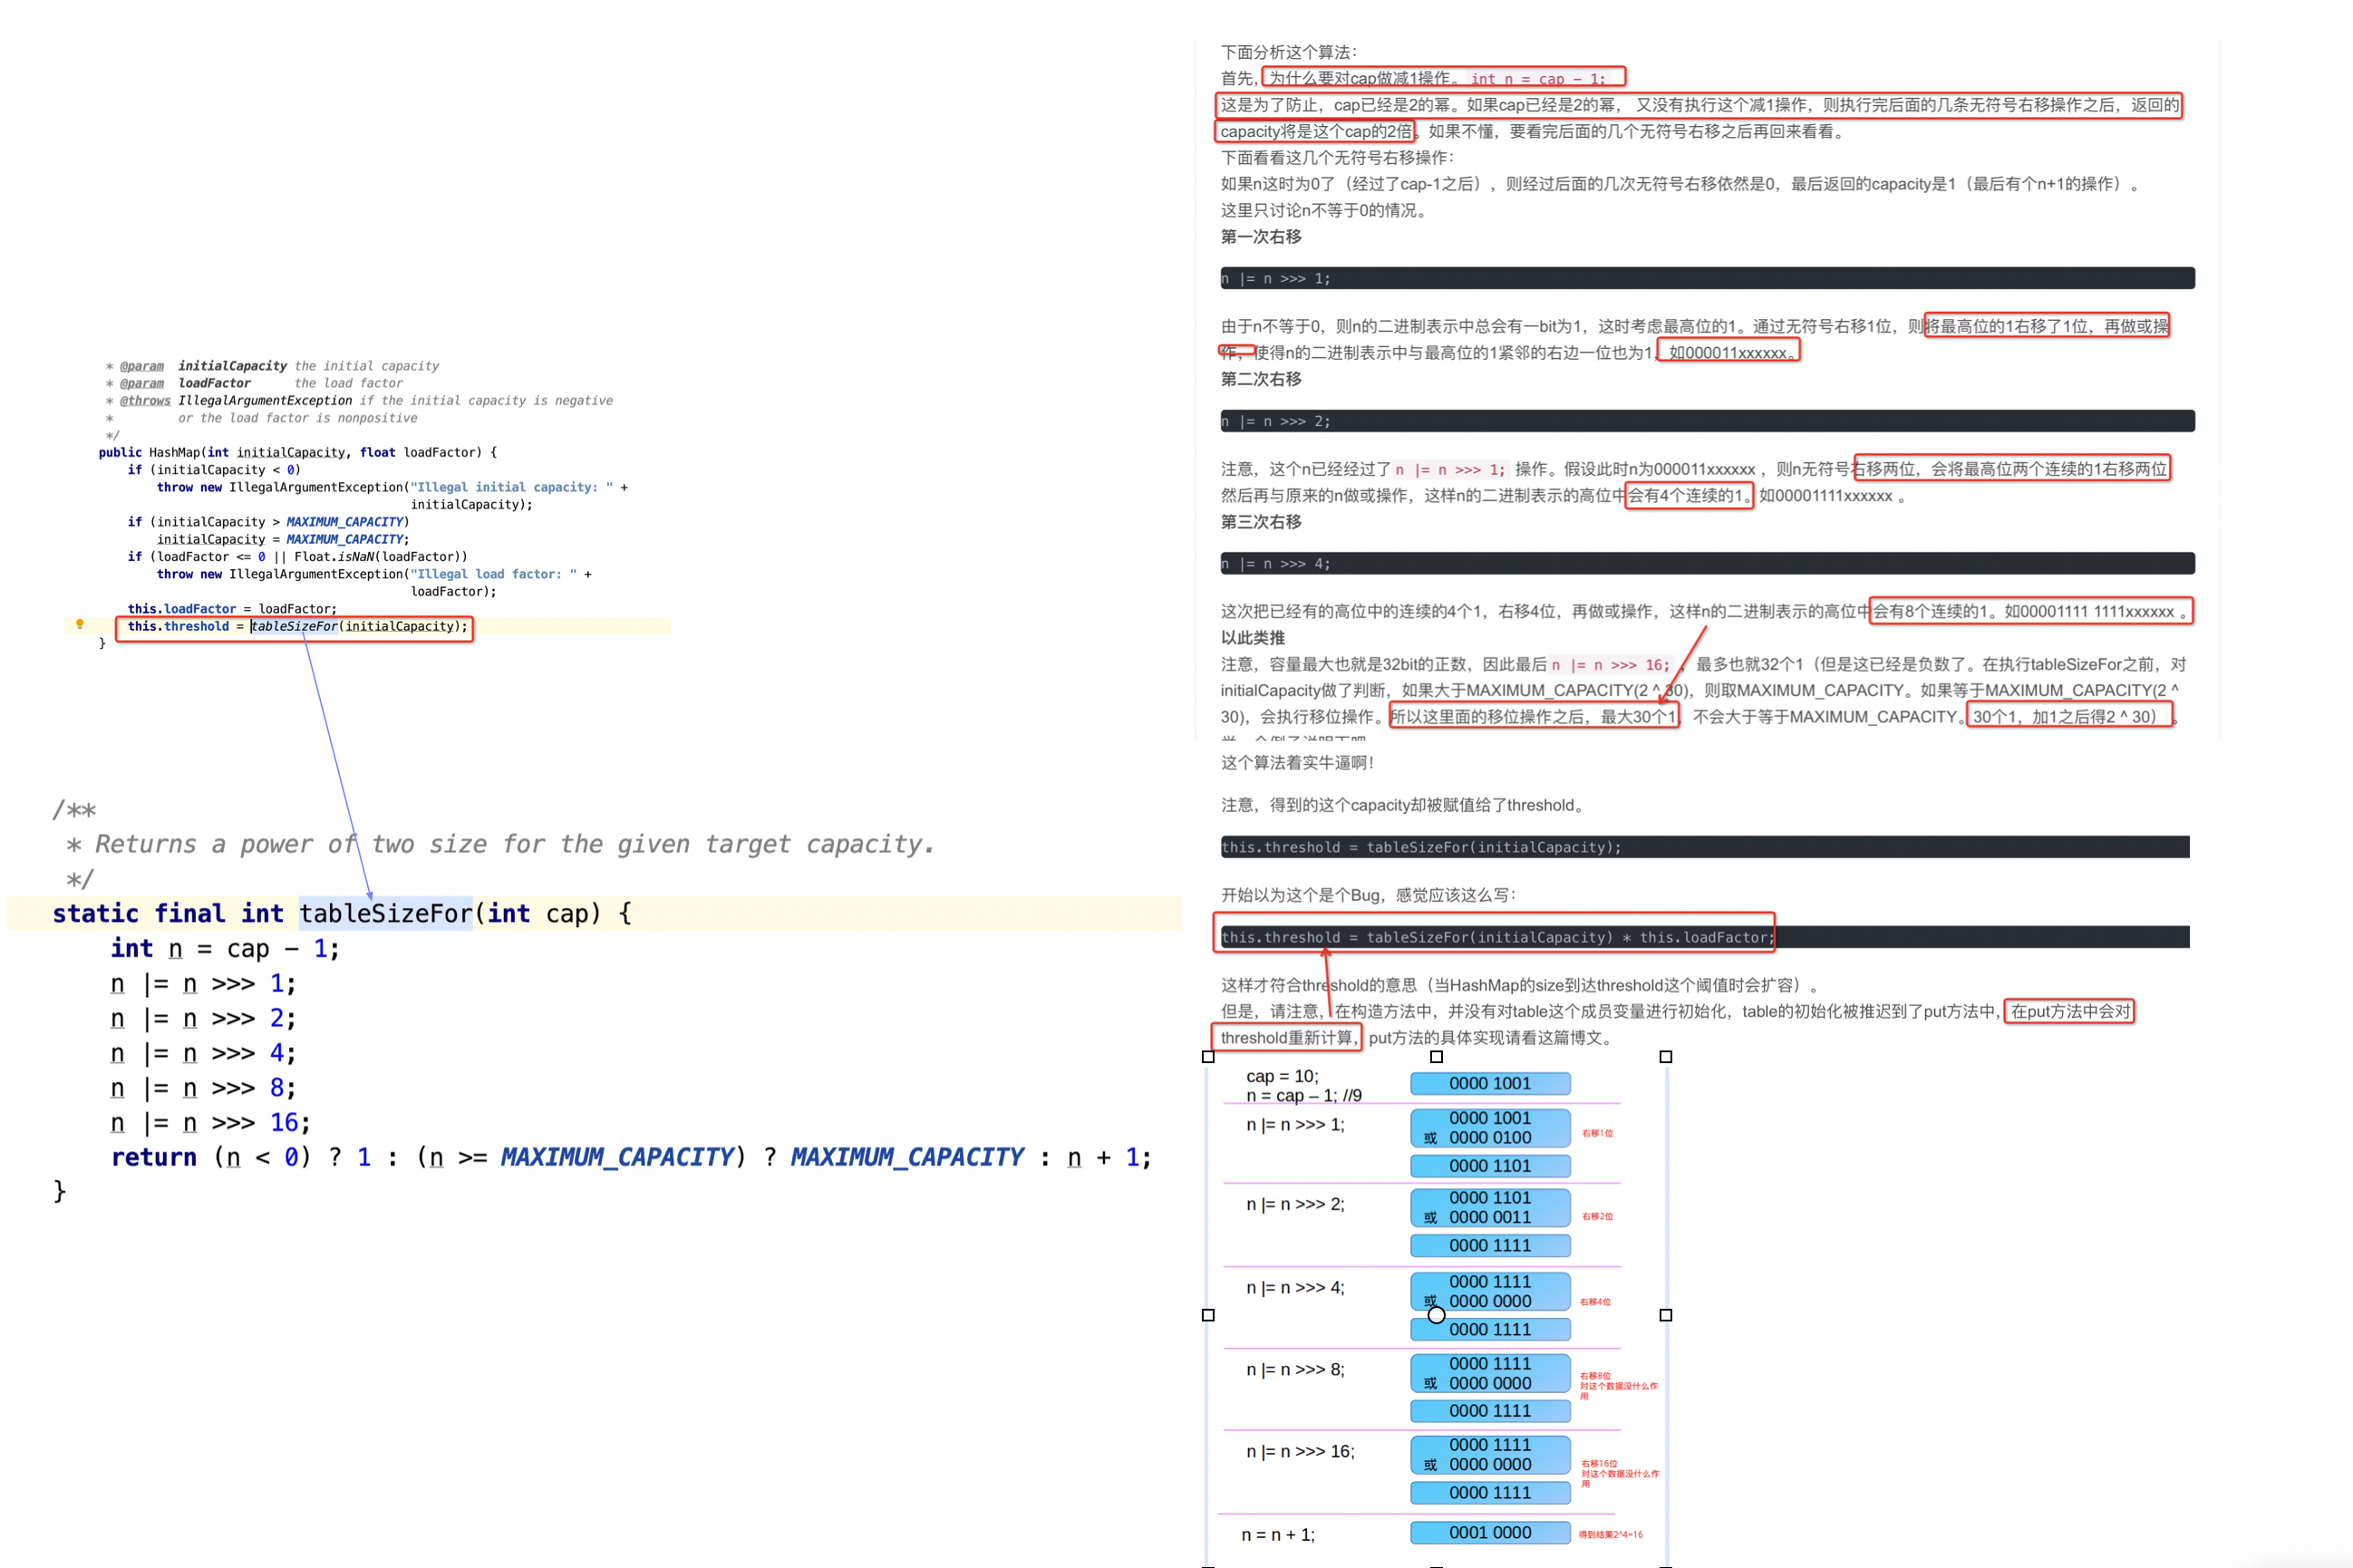 * @param initialCapacity the initial capacity
* @param loadFactor the load factor
* @throws IllegalArgumentException if the initial capacity is negative
* or the load factor is nonpositive
*/
public HashMap(int initialCapacity, float loadFactor) {
if (initialCapacity < 0)
throw new IllegalArgumentException("Illegal initial capacity: " +
initialCapacity);
if (initialCapacity > MAXIMUM_CAPACITY)
initialCapacity = MAXIMUM_CAPACITY;
if (loadFactor <= 0 || Float.isNaN(loadFactor))
throw new IllegalArgumentException("Illegal load factor: " +
loadFactor);
this.loadFactor = loadFactor;
this.threshold = tableSizeFor(initialCapacity);
}
/**
* Returns a power of two size for the given target capacity.
*/
static final int tableSizeFor(int cap) {
int n = cap - 1;
n |= n >>> 1;
n |= n >>> 2;
n |= n >>> 4;
n |= n >>> 8;
n |= n >>> 16;
return (n < 0) ? 1 : (n >= MAXIMUM_CAPACITY) ? MAXIMUM_CAPACITY : n + 1;
}
下面分析这个算法：
首先，为什么要对cap做减1操作。int n = cap - 1;
这是为了防止，cap已经是2的幂。如果cap已经是2的幂， 又没有执行这个减1操作，则执行完后面的几条无符号右移操作之后，返回的
capacity将是这个cap的2倍。如果不懂，要看完后面的几个无符号右移之后再回来看看。
下面看看这几个无符号右移操作：
如果n这时为0了（经过了cap-1之后），则经过后面的几次无符号右移依然是0，最后返回的capacity是1（最后有个n+1的操作）。
这里只讨论n不等于0的情况。
第一次右移
n |= n >>> 1;
由于n不等于0，则n的二进制表示中总会有一bit为1，这时考虑最高位的1。通过无符号右移1位，则将最高位的1右移了1位，再做或操
作，使得n的二进制表示中与最高位的1紧邻的右边一位也为1，如000011xxxxxx。
第二次右移
n |= n >>> 2;
注意，这个n已经经过了n |= n >>> 1; 操作。假设此时n为000011xxxxxx ，则n无符号右移两位，会将最高位两个连续的1右移两位
然后再与原来的n做或操作，这样n的二进制表示的高位中会有4个连续的1。如00001111xxxxxx 。
第三次右移
n |= n >>> 4;
这次把已经有的高位中的连续的4个1，右移4位，再做或操作，这样n的二进制表示的高位中会有8个连续的1。如00001111 1111xxxxxx 。
以此类推
注意，容量最大也就是32bit的正数，因此最后n |= n >>> 16; ，最多也就32个1（但是这已经是负数了。在执行tableSizeFor之前，对
initialCapacity做了判断，如果大于MAXIMUM_CAPACITY(2 ^ 30)，则取MAXIMUM_CAPACITY。如果等于MAXIMUM_CAPACITY(2 ^
30)，会执行移位操作。所以这里面的移位操作之后，最大30个1，不会大于等于MAXIMUM_CAPACITY。30个1，加1之后得2 ^ 30）。
这个算法着实牛逼啊！
注意，得到的这个capacity却被赋值给了threshold。
this.threshold = tableSizeFor(initialCapacity);
开始以为这个是个Bug，感觉应该这么写：
this.threshold = tableSizeFor(initialCapacity) * this.loadFactor;
这样才符合threshold的意思（当HashMap的size到达threshold这个阈值时会扩容）。
但是，请注意，在构造方法中，并没有对table这个成员变量进行初始化，table的初始化被推迟到了put方法中，在put方法中会对
threshold重新计算，put方法的具体实现请看这篇博文。
cap = 10;
n = cap – 1; //9
0000 1001
n |= n >>> 1;
0000 1001
或 0000 0100
右移1位
0000 1101
n |= n >>> 2;
0000 1101
或 0000 0011
右移2位
0000 1111
n |= n >>> 4;
0000 1111
或 0000 0000
右移4位
0000 1111
n |= n >>> 8;
0000 1111
或 0000 0000
右移8位
对这个数据没什么作
用
0000 1111
n |= n >>> 16;
0000 1111
或 0000 0000
右移16位
对这个数据没什么作
用
0000 1111
n = n + 1;
0001 0000
得到结果2^4=16